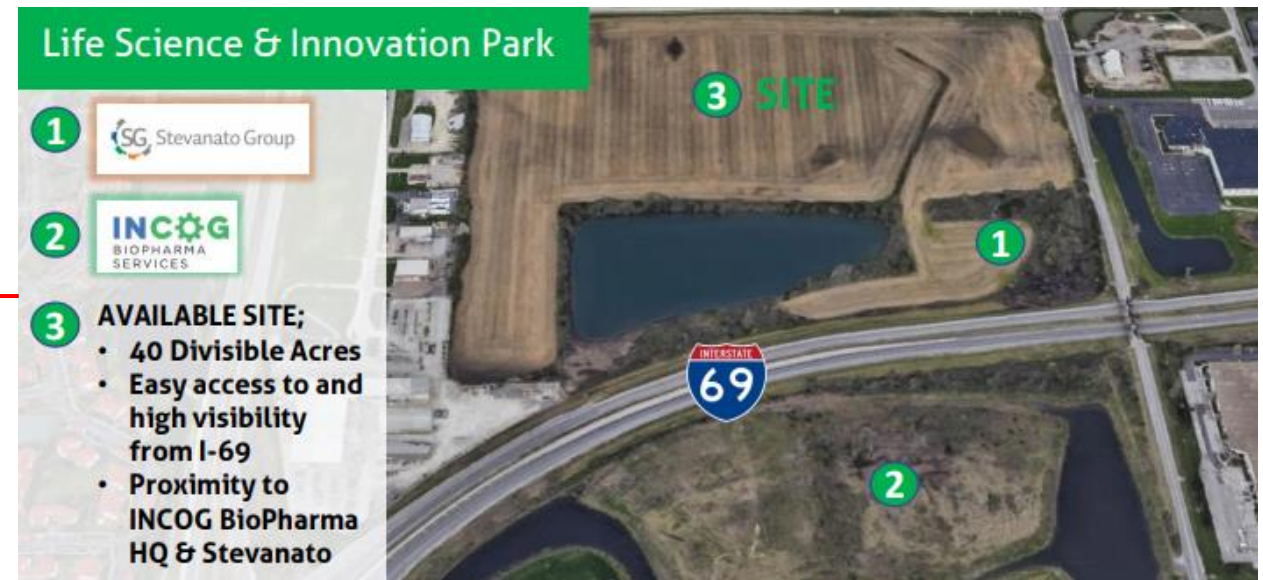 Life Science & Innovation Park
1
SG Stevanato Group
2
INCOG
BIOPHARMA
SERVICES
3
AVAILABLE SITE;
• 40 Divisible Acres
• Easy access to and
high visibility
from I-69
• Proximity to
INCOG BioPharma
HQ & Stevanato
3 SITE
1
INTERSTATE
69
2